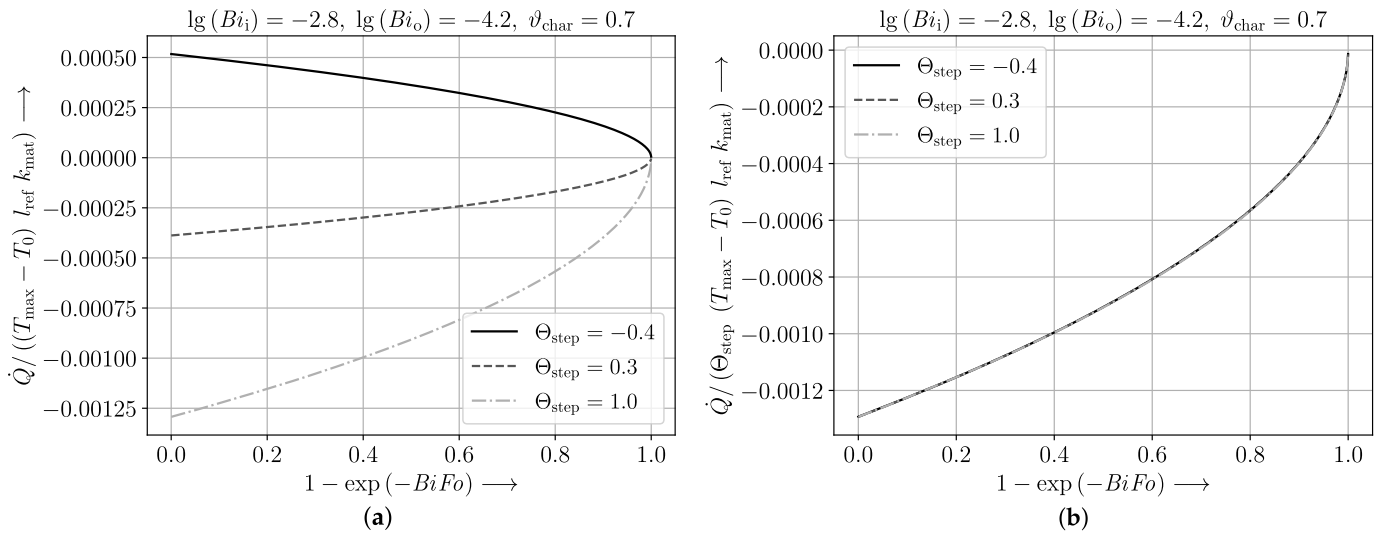 lg (Bi_i) = −2.8, lg (Bi_o) = −4.2, ϑ_char = 0.7
Q̇/ ((T_max − T_0) l_ref k_mat) ⟶
0.00050
0.00025
0.00000
−0.00025
−0.00050
−0.00075
−0.00100
−0.00125
Θ_step = −0.4
Θ_step = 0.3
Θ_step = 1.0
0.0 0.2 0.4 0.6 0.8 1.0
1 − exp (−BiFo) ⟶
(a)
lg (Bi_i) = −2.8, lg (Bi_o) = −4.2, ϑ_char = 0.7
Q̇/ (Θ_step (T_max − T_0) l_ref k_mat) ⟶
0.0000
−0.0002
−0.0004
−0.0006
−0.0008
−0.0010
−0.0012
Θ_step = −0.4
Θ_step = 0.3
Θ_step = 1.0
0.0 0.2 0.4 0.6 0.8 1.0
1 − exp (−BiFo) ⟶
(b)